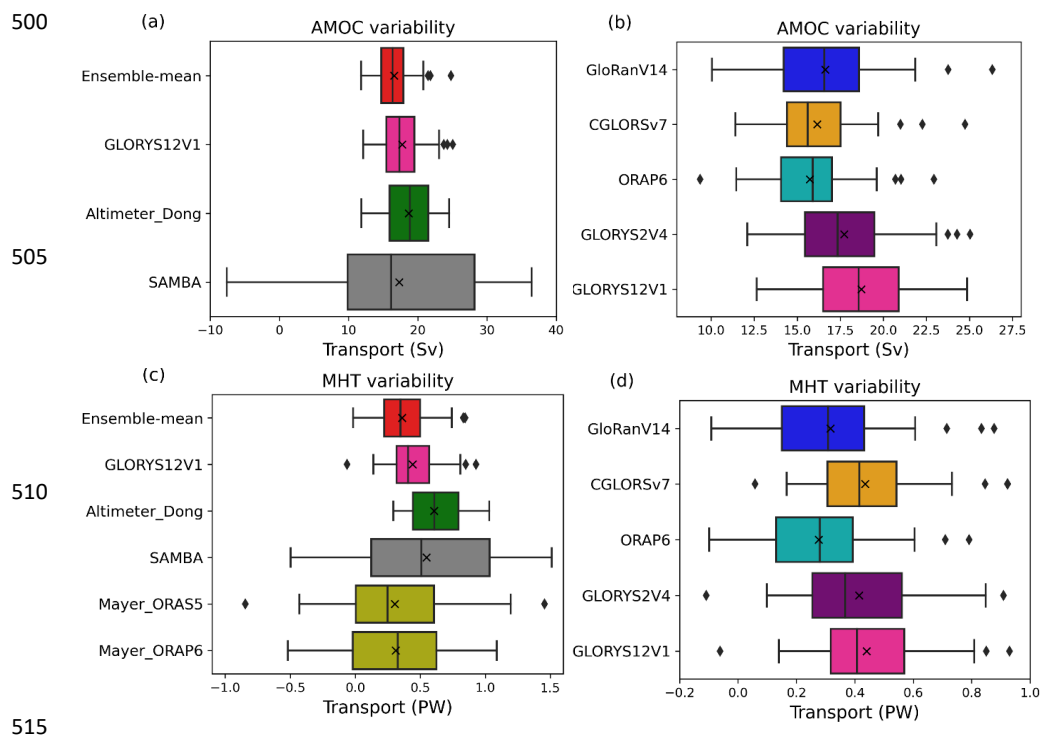 500
(a)
AMOC variability
Ensemble-mean
GLORYS12V1
Altimeter_Dong
505
SAMBA
−10 0 10 20 30 40
Transport (Sv)
(b)
AMOC variability
GloRanV14
CGLORSv7
ORAP6
GLORYS2V4
GLORYS12V1
10.0 12.5 15.0 17.5 20.0 22.5 25.0 27.5
Transport (Sv)
(c)
MHT variability
Ensemble-mean
GLORYS12V1
510
Altimeter_Dong
SAMBA
Mayer_ORAS5
Mayer_ORAP6
−1.0 −0.5 0.0 0.5 1.0 1.5
Transport (PW)
(d)
MHT variability
GloRanV14
CGLORSv7
ORAP6
GLORYS2V4
GLORYS12V1
−0.2 0.0 0.2 0.4 0.6 0.8 1.0
Transport (PW)
515